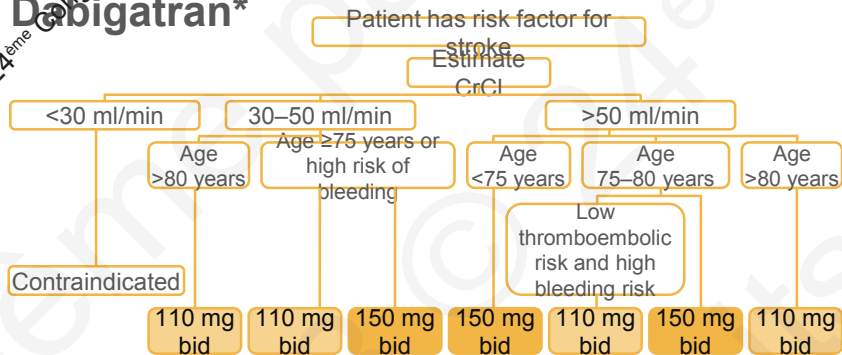 Dabigatran*
24ème Con
Patient has risk factor for
stroke
Estimate
CrCl
<30 ml/min
30–50 ml/min
>50 ml/min
Age
>80 years
Age ≥75 years or
high risk of
bleeding
Age
<75 years
Age
75–80 years
Age
>80 years
Low
thromboembolic
risk and high
bleeding risk
Contraindicated
110 mg
bid
110 mg
bid
150 mg
bid
150 mg
bid
110 mg
bid
150 mg
bid
110 mg
bid